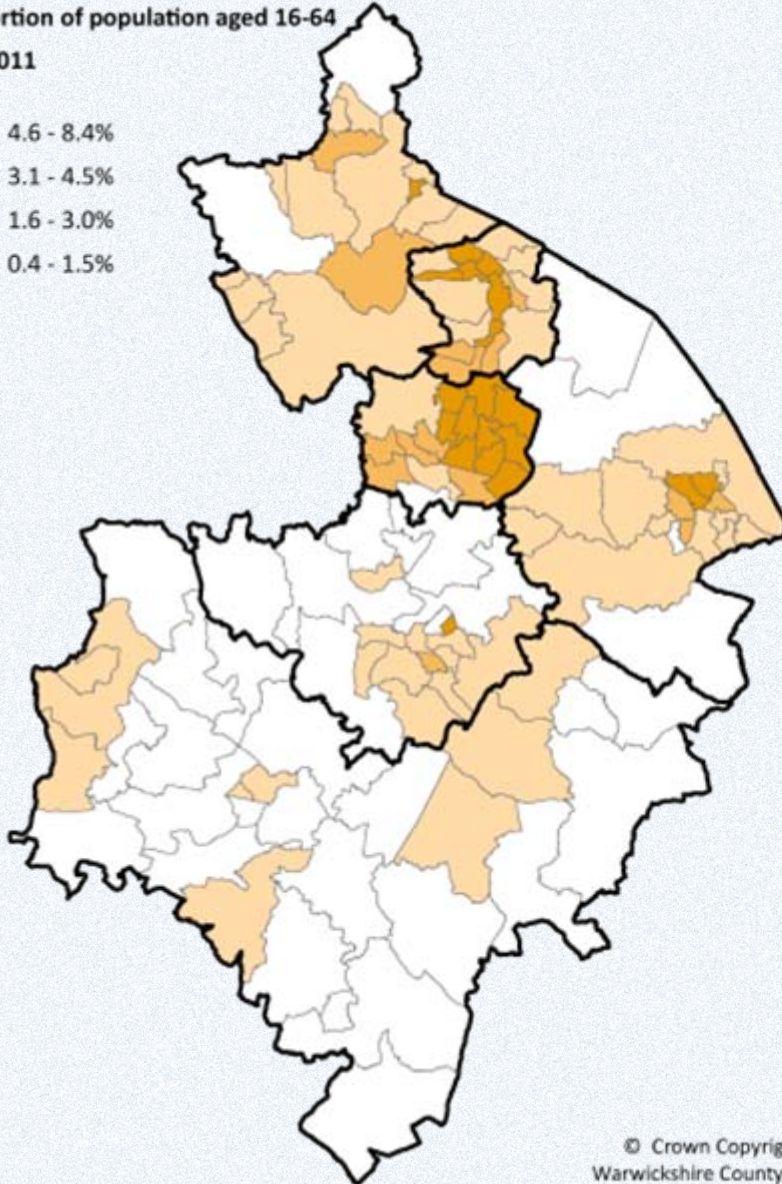 rtion of population aged 16-64
011
4.6 - 8.4%
3.1 - 4.5%
1.6 - 3.0%
0.4 - 1.5%
© Crown Copyrig
Warwickshire County